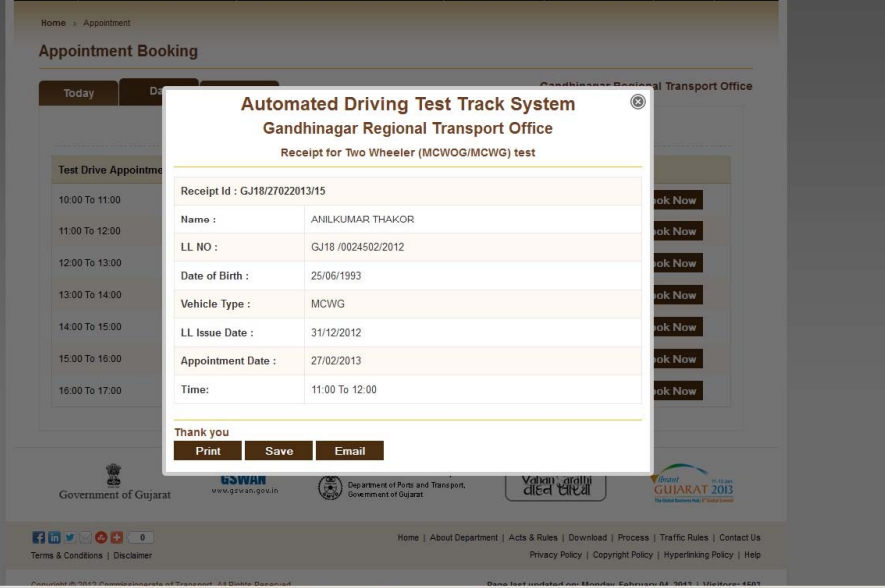 Home › Appointment
Appointment Booking
Today
Gandhinagar Regional Transport Office
Automated Driving Test Track System
Gandhinagar Regional Transport Office
Receipt for Two Wheeler (MCWOG/MCWG) test
Test Drive Appointme
Receipt Id : GJ18/27022013/15
Name : ANILKUMAR THAKOR
LL NO : GJ18 /0024502/2012
Date of Birth : 25/06/1993
Vehicle Type : MCWG
LL Issue Date : 31/12/2012
Appointment Date : 27/02/2013
Time: 11:00 To 12:00
10:00 To 11:00 ok Now
11:00 To 12:00 ok Now
12:00 To 13:00 ok Now
13:00 To 14:00 ok Now
14:00 To 15:00 ok Now
15:00 To 16:00 ok Now
16:00 To 17:00 ok Now
Thank you
Print Save Email
Government of Gujarat
GSWAN
www.gswan.gov.in
Department of Ports and Transport,
Government of Gujarat
Vibrant
GUJARAT 2013
0
Home | About Department | Acts & Rules | Download | Process | Traffic Rules | Contact Us
Terms & Conditions | Disclaimer
Privacy Policy | Copyright Policy | Hyperlinking Policy | Help
Copyright © 2012 Commissionerate of Transport. All Rights Reserved
Page last updated on: Monday, February 04, 2013 | Visitors: 1502